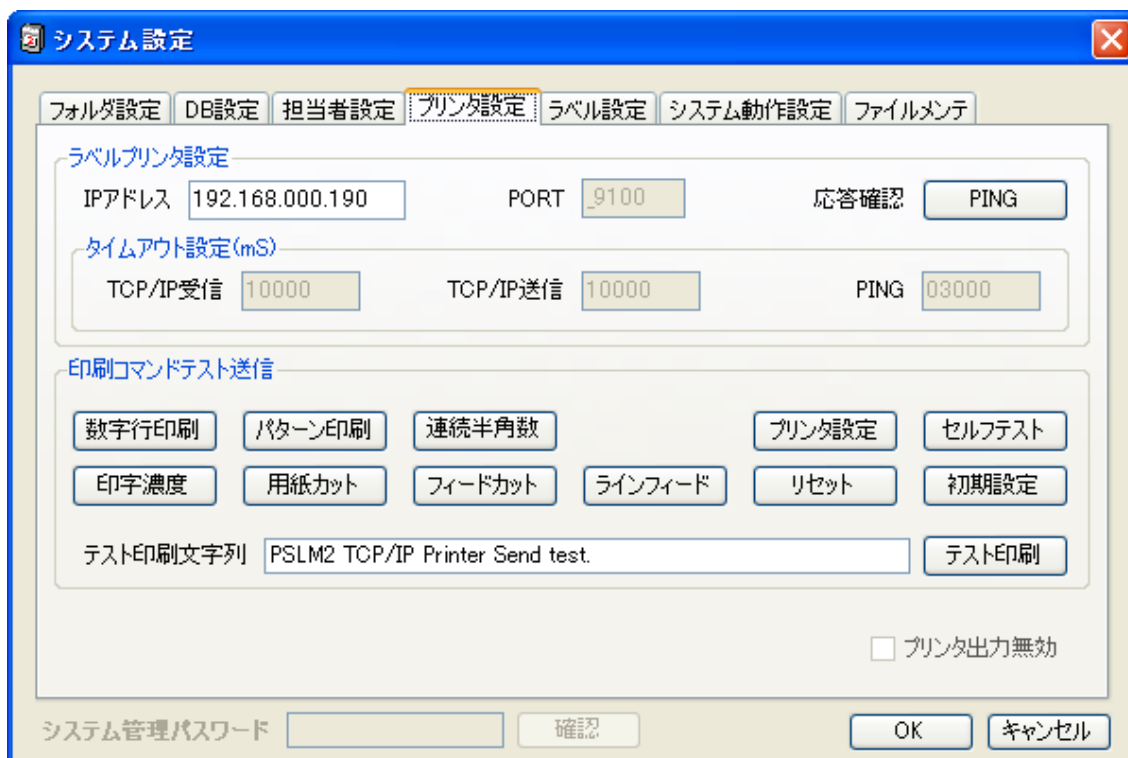 システム設定
フォルダ設定 DB設定 担当者設定 プリンタ設定 ラベル設定 システム動作設定 ファイルメンテ
ラベルプリンタ設定
IPアドレス 192.168.000.190 PORT _9100 応答確認 PING
タイムアウト設定(mS)
TCP/IP受信 10000 TCP/IP送信 10000 PING 03000
印刷コマンドテスト送信
数字行印刷 パターン印刷 連続半角数 プリンタ設定 セルフテスト
印字濃度 用紙カット フィードカット ラインフィード リセット 初期設定
テスト印刷文字列 PSLM2 TCP/IP Printer Send test. テスト印刷
プリンタ出力無効
システム管理パスワード 確認 OK キャンセル